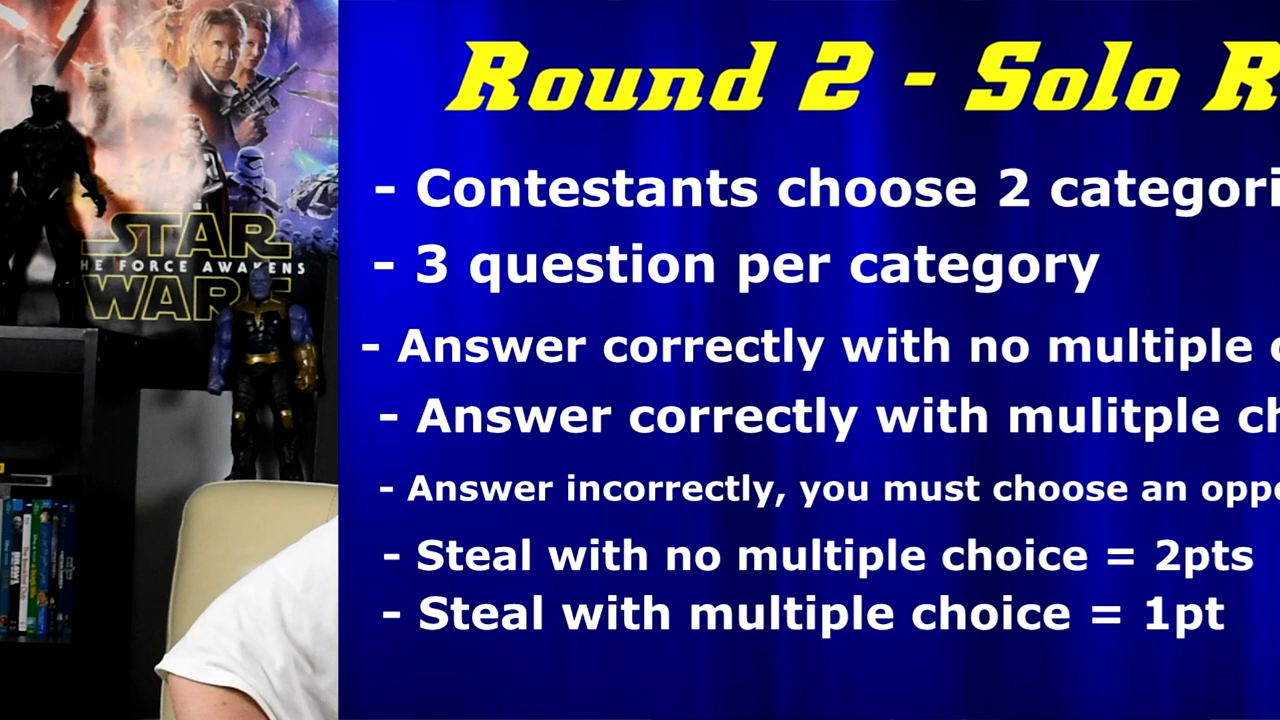 STAR
HE FORCE AWAKENS
WARS
Round 2 - Solo R
- Contestants choose 2 categori
- 3 question per category
- Answer correctly with no multiple c
- Answer correctly with mulitple ch
- Answer incorrectly, you must choose an oppo
- Steal with no multiple choice = 2pts
- Steal with multiple choice = 1pt